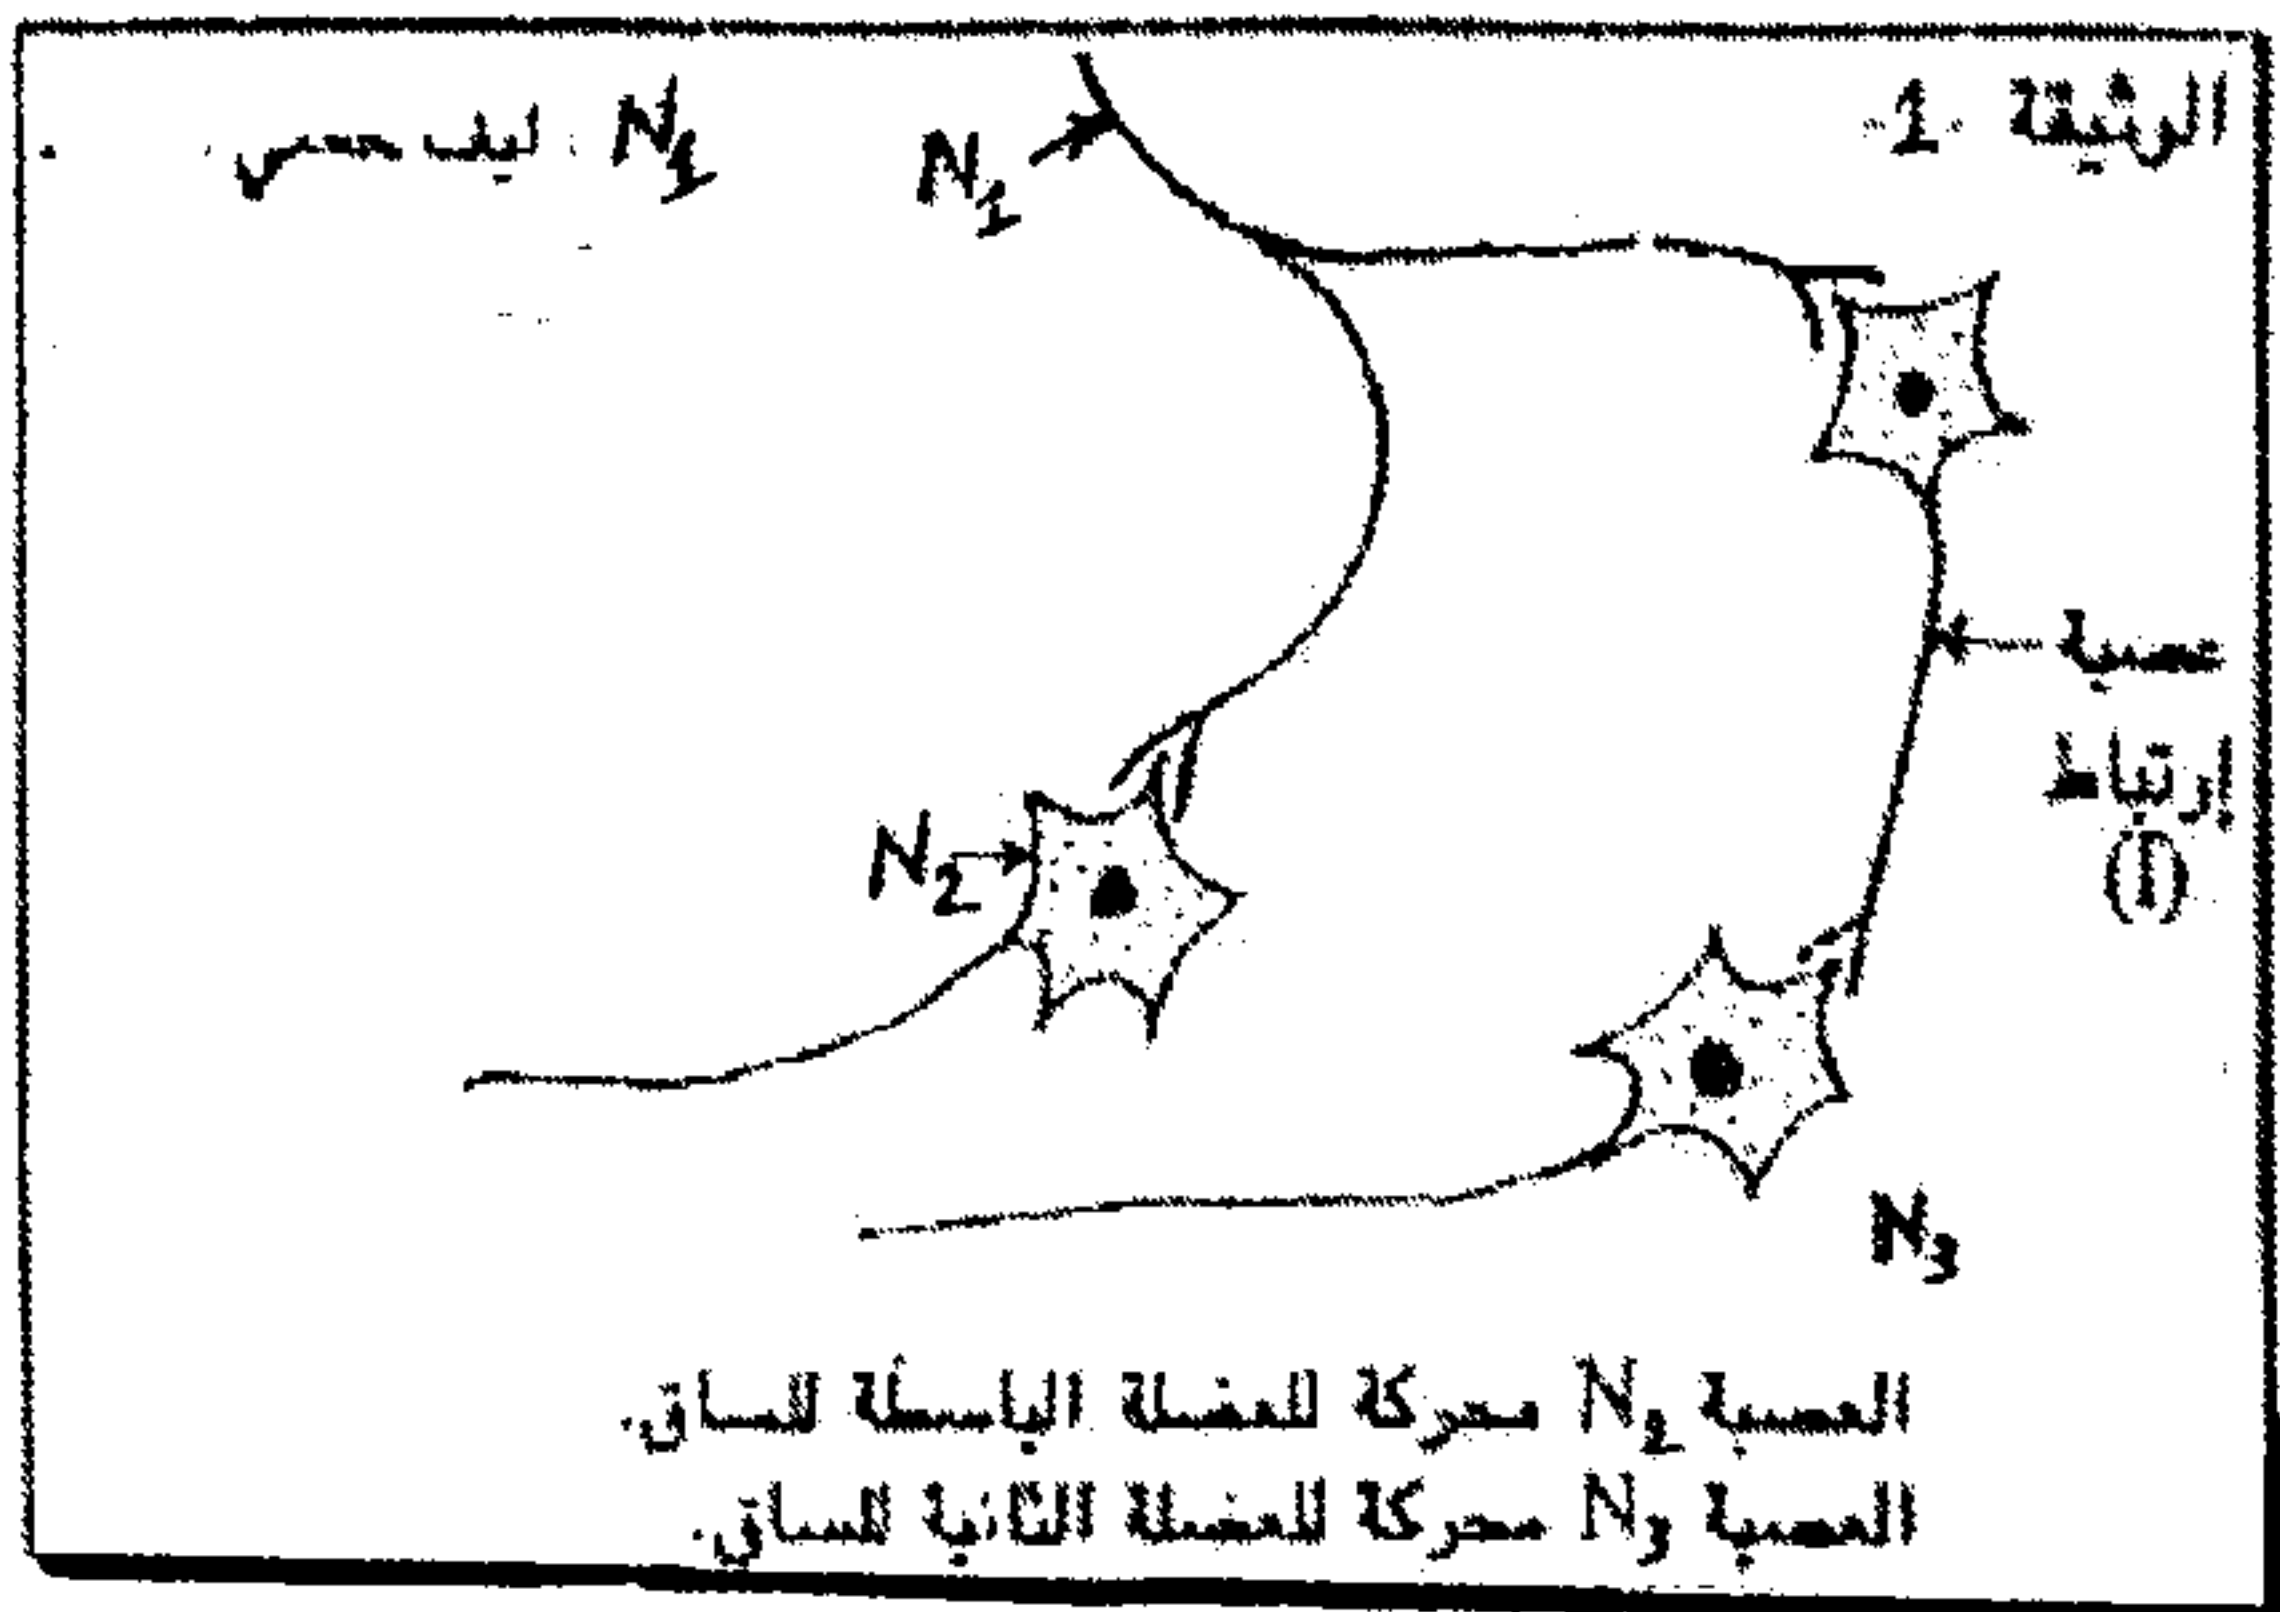 الوثيقة -1-
N1 : ليف حسي
N1
عصبة
إرتباط
(I)
N2
N3
العصبة N2 محركة للعضلة الباسطة للساق.
العصبة N3 محركة للعضلة الثانية للساق.